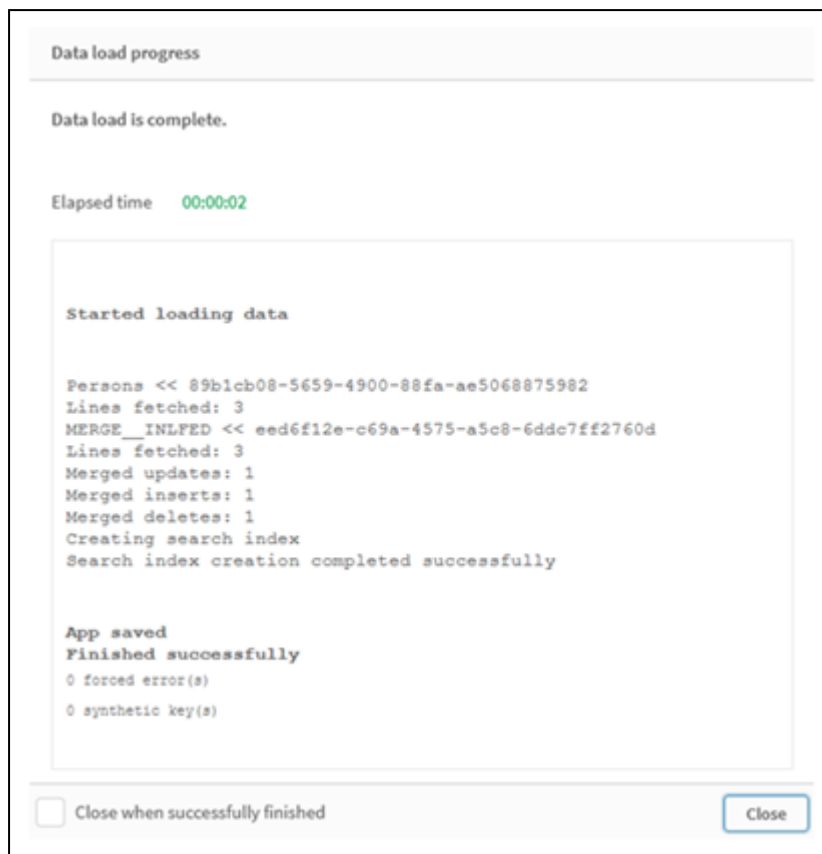 Data load progress
Data load is complete.
Elapsed time 00:00:02
Started loading data
Persons << 89b1cb08-5659-4900-88fa-ae5068875982
Lines fetched: 3
MERGE__INLFED << eed6f12e-c69a-4575-a5c8-6ddc7ff2760d
Lines fetched: 3
Merged updates: 1
Merged inserts: 1
Merged deletes: 1
Creating search index
Search index creation completed successfully
App saved
Finished successfully
0 forced error(s)
0 synthetic key(s)
Close when successfully finished
Close